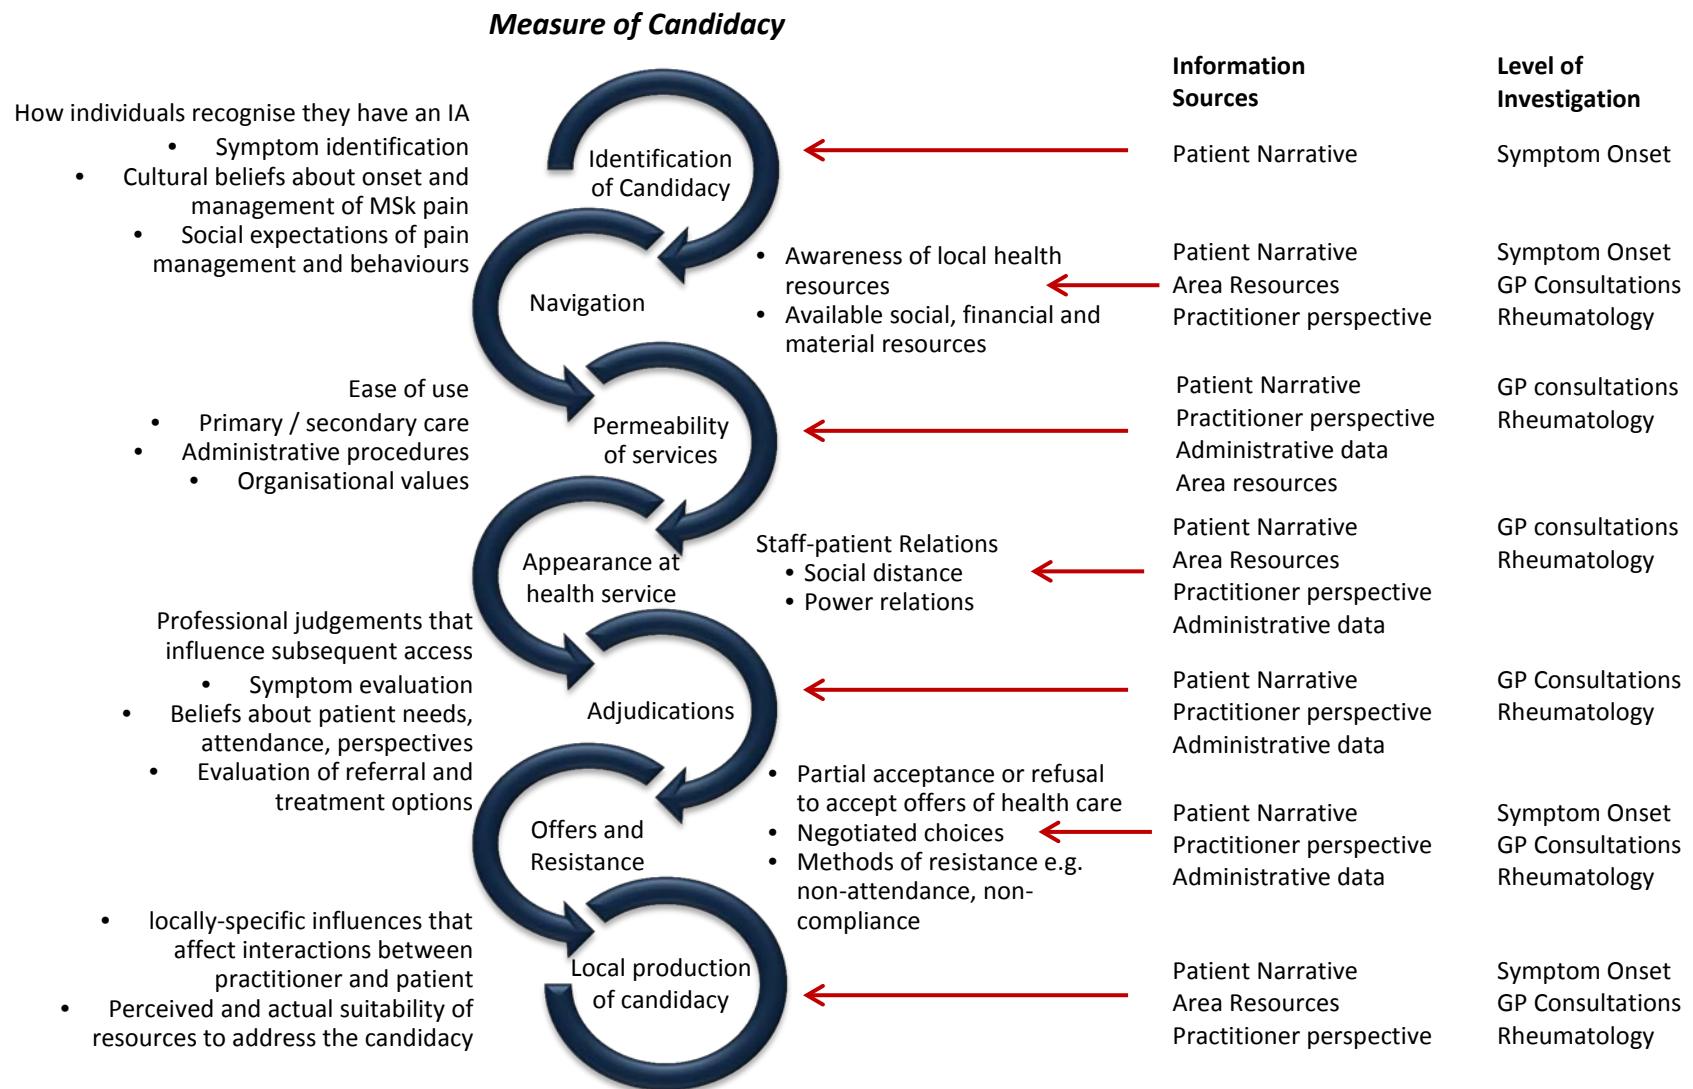 Measure of Candidacy
Information
Sources
Level of
Investigation
How individuals recognise they have an IA
• Symptom identification
• Cultural beliefs about onset and
management of MSk pain
• Social expectations of pain
management and behaviours
Identification
of Candidacy
Patient Narrative
Symptom Onset
Navigation
• Awareness of local health
resources
• Available social, financial and
material resources
Patient Narrative
Area Resources
Practitioner perspective
Symptom Onset
GP Consultations
Rheumatology
Ease of use
• Primary / secondary care
• Administrative procedures
• Organisational values
Permeability
of services
Patient Narrative
Practitioner perspective
Administrative data
Area resources
GP consultations
Rheumatology
Appearance at
health service
Staff-patient Relations
• Social distance
• Power relations
Patient Narrative
Area Resources
Practitioner perspective
Administrative data
GP consultations
Rheumatology
Professional judgements that
influence subsequent access
• Symptom evaluation
• Beliefs about patient needs,
attendance, perspectives
• Evaluation of referral and
treatment options
Adjudications
Patient Narrative
Practitioner perspective
Administrative data
GP Consultations
Rheumatology
Offers and
Resistance
• Partial acceptance or refusal
to accept offers of health care
• Negotiated choices
• Methods of resistance e.g.
non-attendance, non-
compliance
Patient Narrative
Practitioner perspective
Administrative data
Symptom Onset
GP Consultations
Rheumatology
• locally-specific influences that
affect interactions between
practitioner and patient
• Perceived and actual suitability of
resources to address the candidacy
Local production
of candidacy
Patient Narrative
Area Resources
Practitioner perspective
Symptom Onset
GP Consultations
Rheumatology